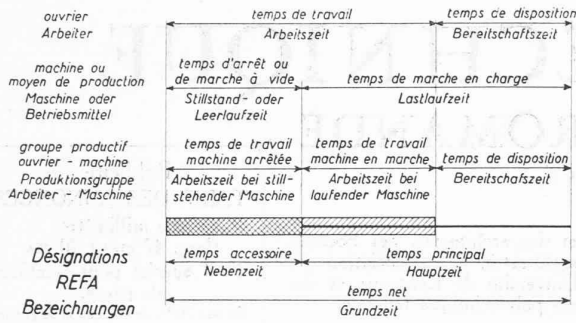 ouvrier
Arbeiter
temps de travail
Arbeitszeit
temps de disposition
Bereitschaftszeit
machine ou
moyen de production
Maschine oder
Betriebsmittel
temps d'arrêt ou
de marche à vide
Stillstand- oder
Leerlaufzeit
temps de marche en charge
Lastlaufzeit
groupe productif
ouvrier - machine
Produktionsgruppe
Arbeiter - Maschine
temps de travail
machine arrêtée
Arbeitszeit bei still-
stehender Maschine
temps de travail
machine en marche
Arbeitszeit bei
laufender Maschine
temps de disposition
Bereitschaftszeit
Désignations
REFA
Bezeichnungen
temps accessoire
Nebenzeit
temps principal
Hauptzeit
temps net
Grundzeit